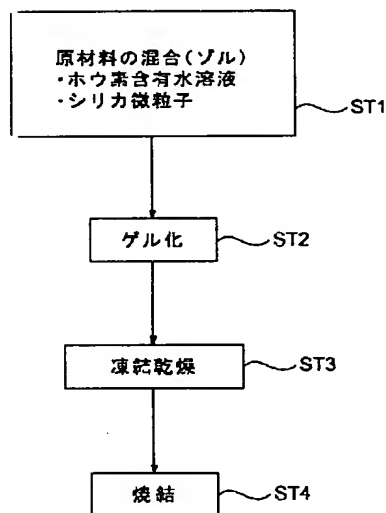 原材料の混合(ゾル)
・ホウ素含有水溶液
・シリカ微粒子
ST1
ゲル化
ST2
凍結乾燥
ST3
焼結
ST4